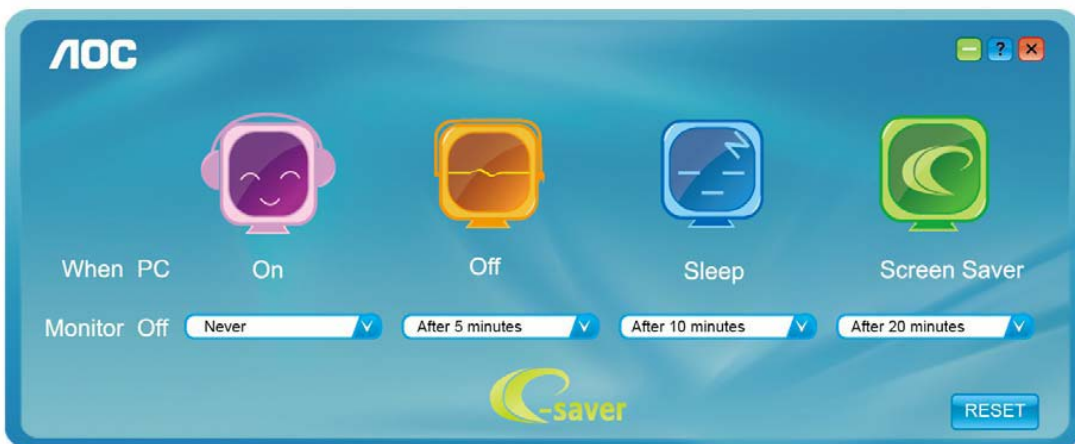 AOC
?
When PC On Off Sleep Screen Saver
Monitor Off Never After 5 minutes After 10 minutes After 20 minutes
e-saver
RESET